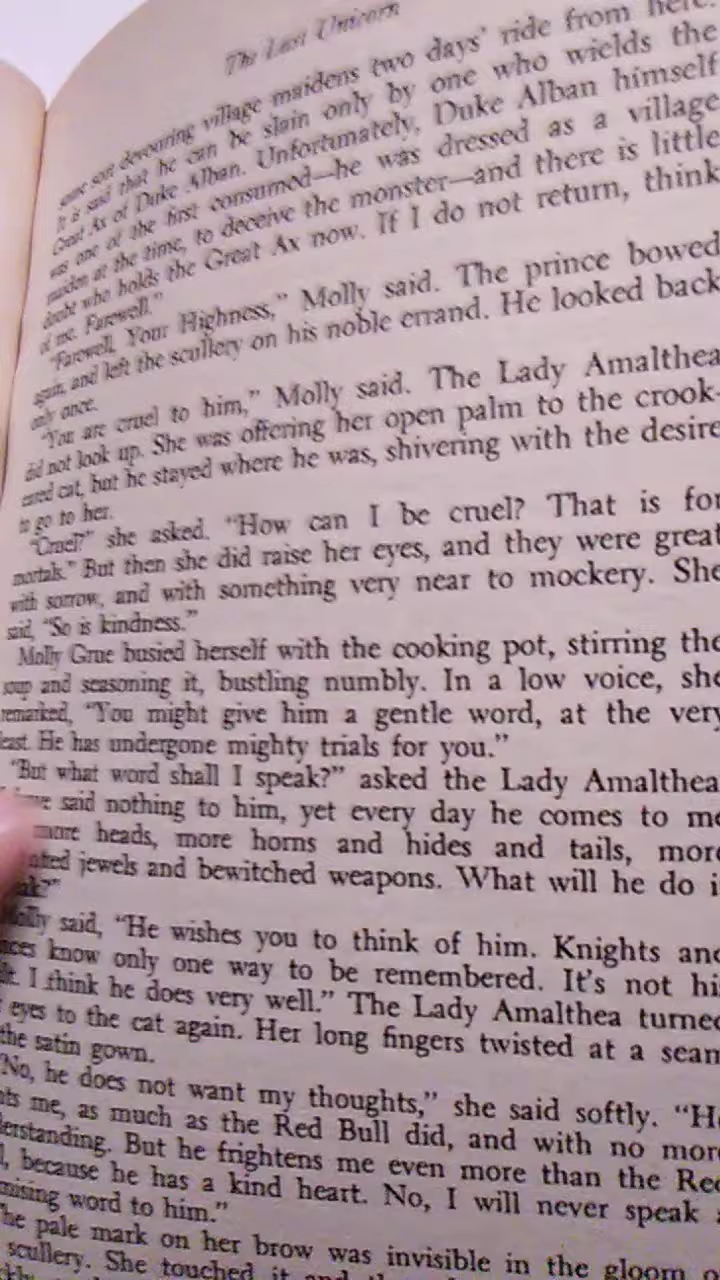 The Last Unicorn
some sort devouring village maidens two days' ride from here.
It is said that he can be slain only by one who wields the
Great Ax of Duke Alban. Unfortunately, Duke Alban himself
was one of the first consumed—he was dressed as a village
maiden at the time, to deceive the monster—and there is little
doubt who holds the Great Ax now. If I do not return, think
of me. Farewell."
"Farewell, Your Highness," Molly said. The prince bowed
again, and left the scullery on his noble errand. He looked back
only once.
"You are cruel to him," Molly said. The Lady Amalthea
did not look up. She was offering her open palm to the crook-
eared cat, but he stayed where he was, shivering with the desire
to go to her.
"Cruel?" she asked. "How can I be cruel? That is for
mortals." But then she did raise her eyes, and they were great
with sorrow, and with something very near to mockery. She
said, "So is kindness."
Molly Grue busied herself with the cooking pot, stirring the
soup and seasoning it, bustling numbly. In a low voice, she
remarked, "You might give him a gentle word, at the very
least. He has undergone mighty trials for you."
"But what word shall I speak?" asked the Lady Amalthea
said nothing to him, yet every day he comes to me
more heads, more horns and hides and tails, more
jewels and bewitched weapons. What will he do i
Molly said, "He wishes you to think of him. Knights and
know only one way to be remembered. It's not hi
I think he does very well." The Lady Amalthea turned
eyes to the cat again. Her long fingers twisted at a seam
the satin gown.
"No, he does not want my thoughts," she said softly. "He
me, as much as the Red Bull did, and with no more
But he frightens me even more than the Red
because he has a kind heart. No, I will never speak a
word to him."
The pale mark on her brow was invisible in the gloom of
scullery. She touched it and